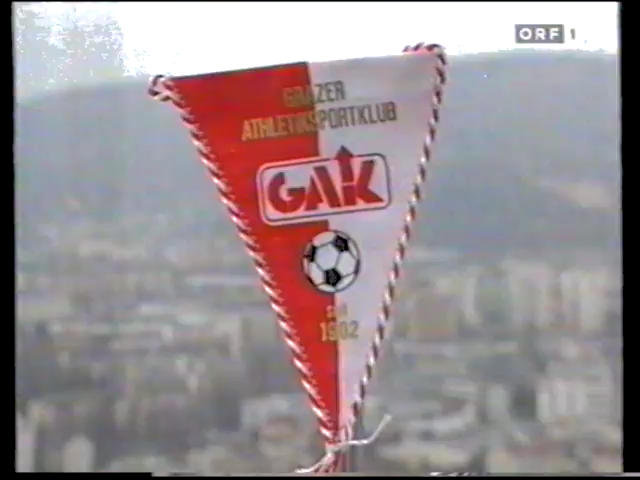 ORF 1
GRAZER
ATHLETIKSPORTKLUB
GAK
seit
1902